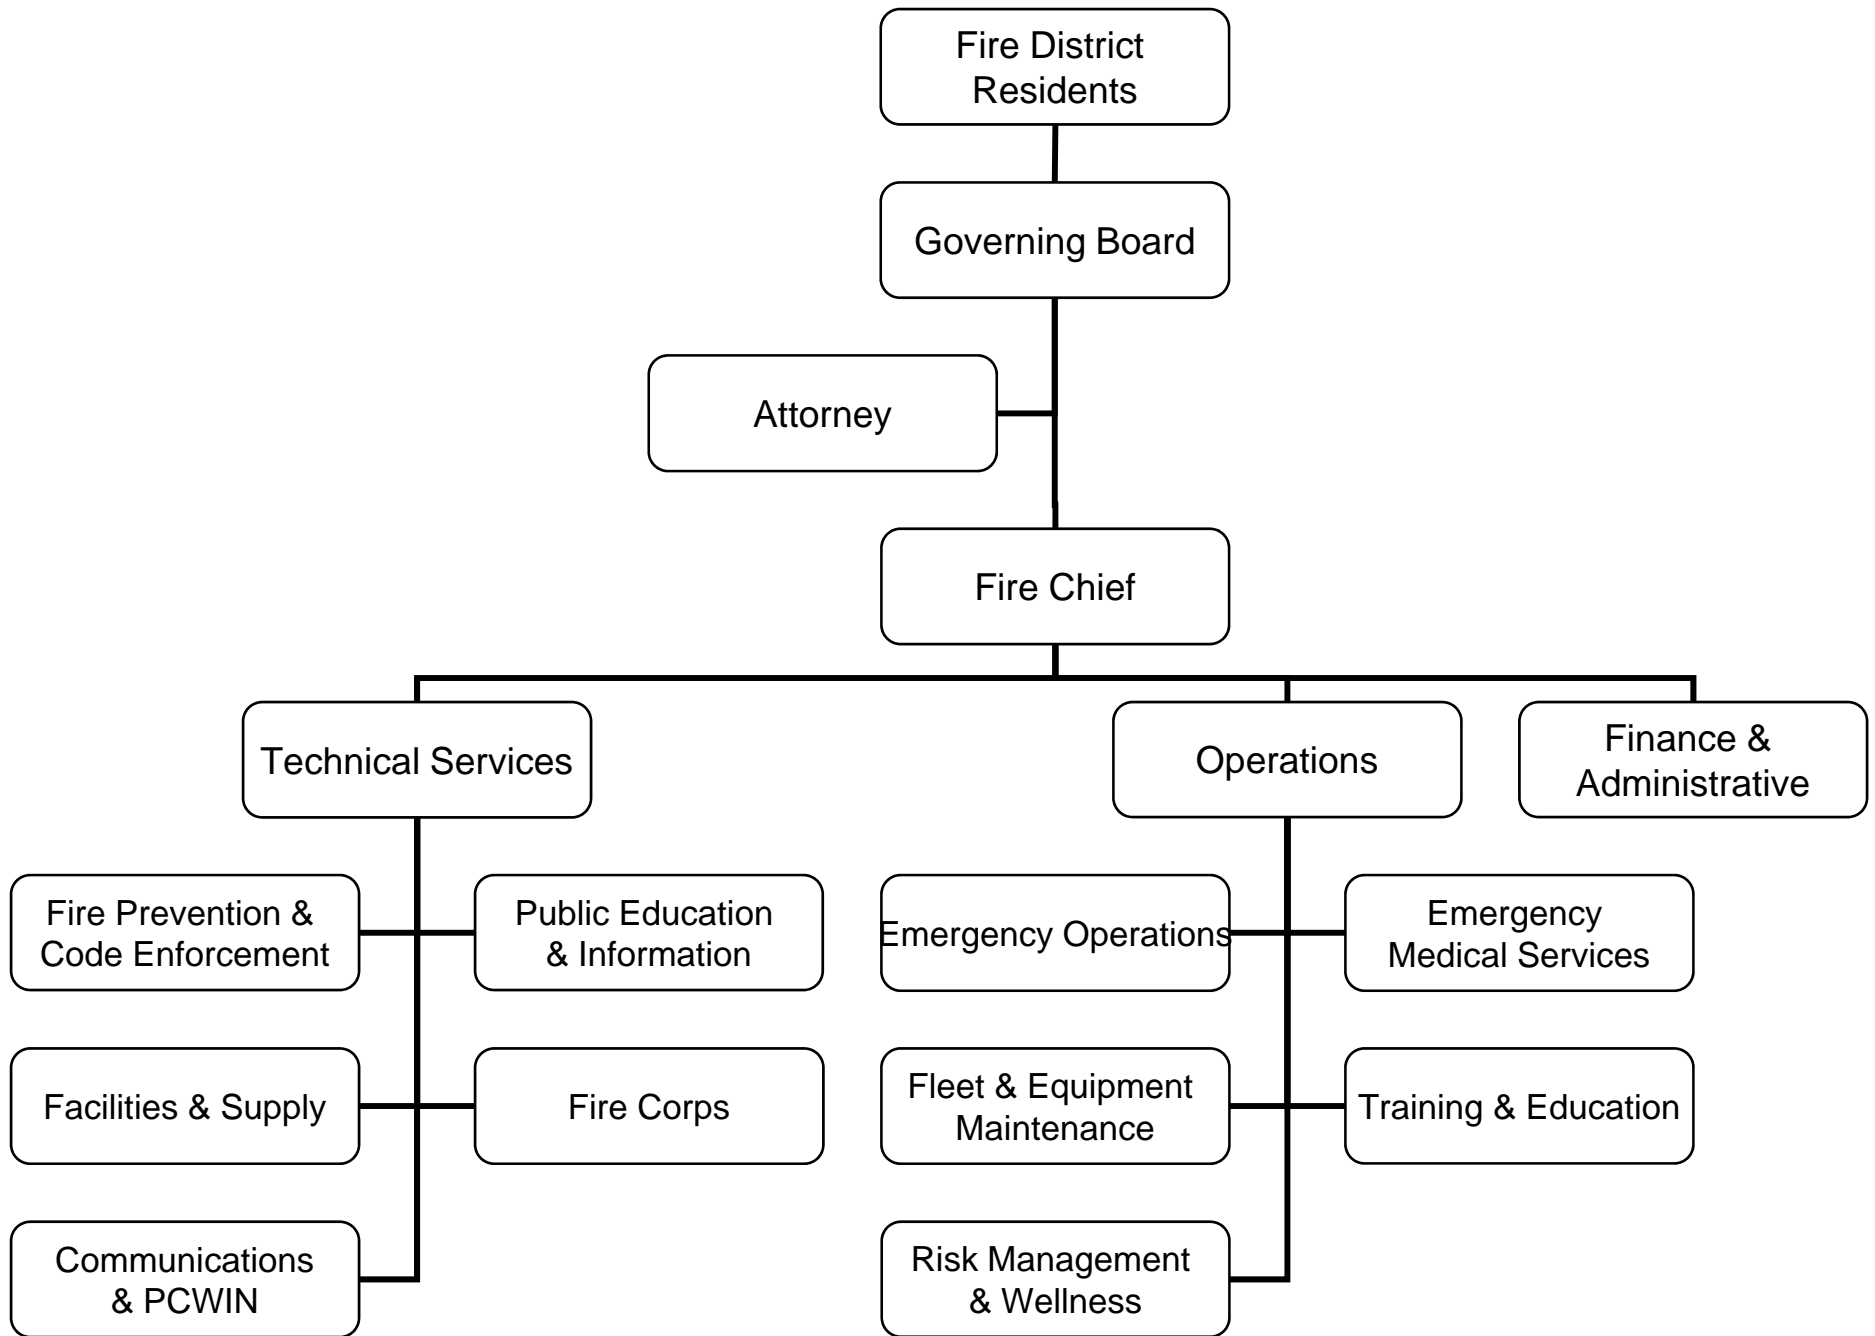 Fire District
Residents
Governing Board
Attorney
Fire Chief
Technical Services
Operations
Finance &
Administrative
Fire Prevention &
Code Enforcement
Public Education
& Information
Emergency Operations
Emergency
Medical Services
Facilities & Supply
Fire Corps
Fleet & Equipment
Maintenance
Training & Education
Communications
& PCWIN
Risk Management
& Wellness